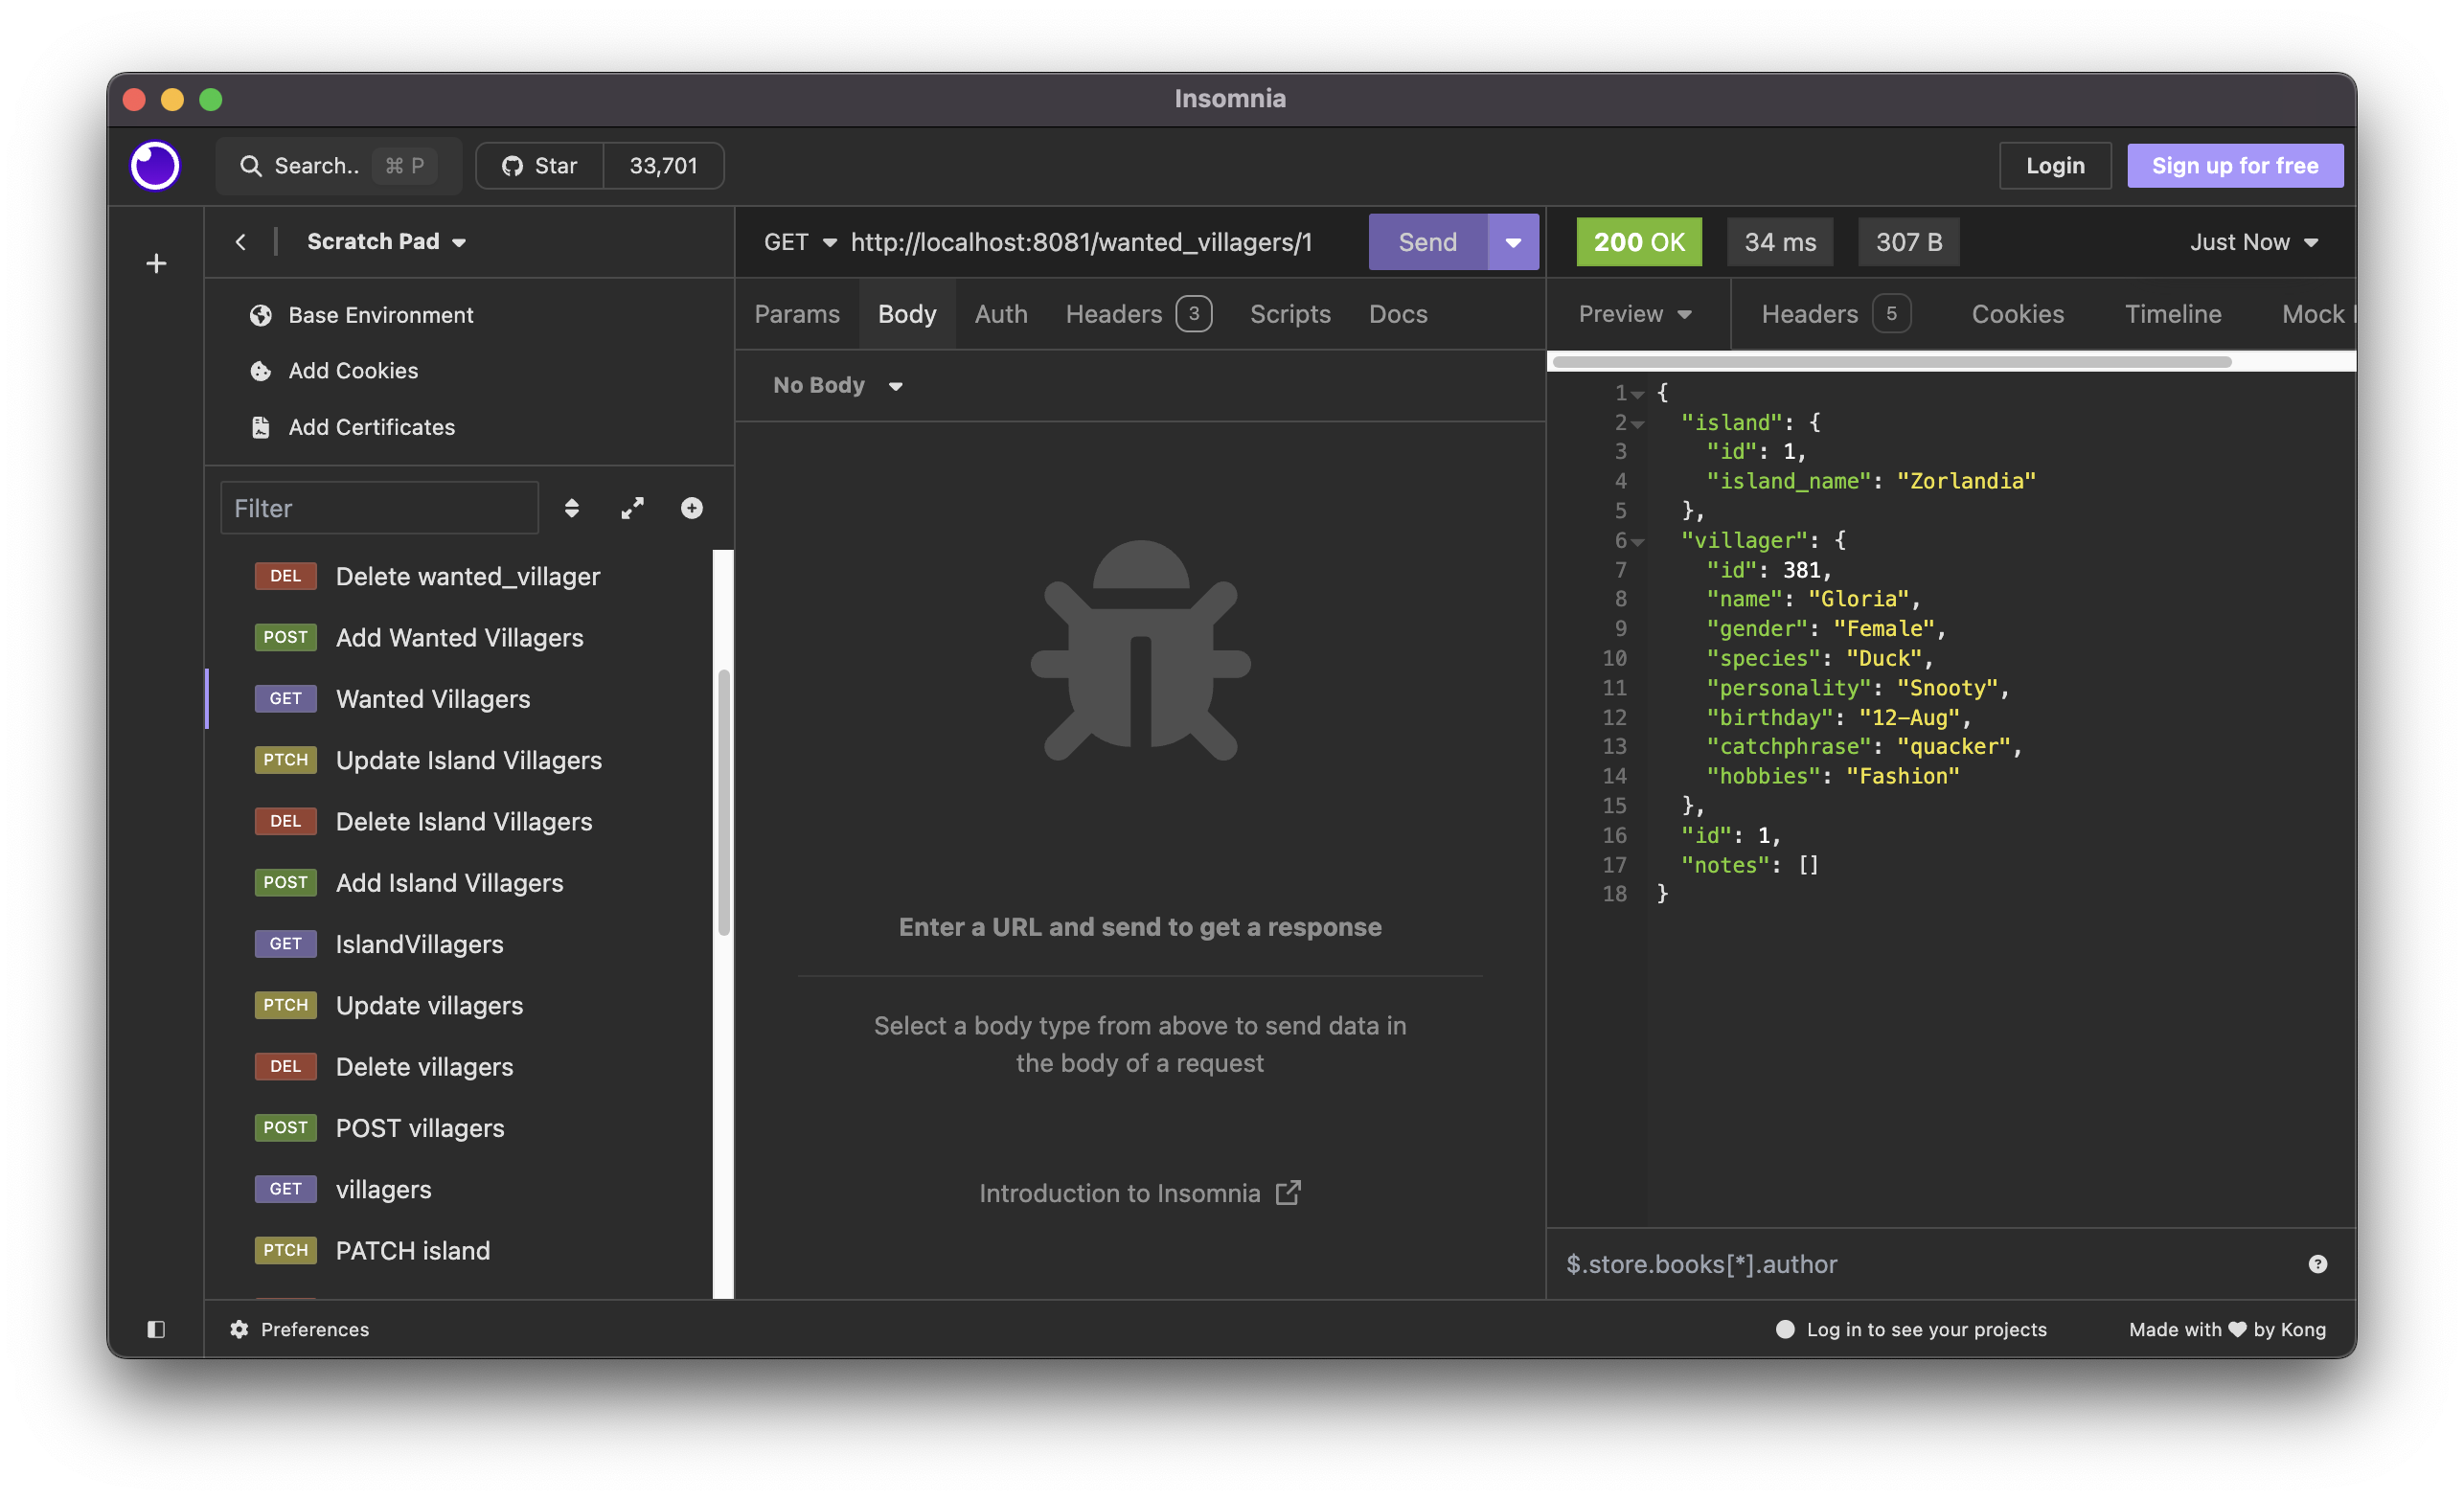 Insomnia
Search.. ⌘ P
Star 33,701
Login
Sign up for free
Scratch Pad
Base Environment
Add Cookies
Add Certificates
Filter
DEL Delete wanted_villager
POST Add Wanted Villagers
GET Wanted Villagers
PTCH Update Island Villagers
DEL Delete Island Villagers
POST Add Island Villagers
GET IslandVillagers
PTCH Update villagers
DEL Delete villagers
POST POST villagers
GET villagers
PTCH PATCH island
GET http://localhost:8081/wanted_villagers/1 Send
Params Body Auth Headers 3 Scripts Docs
No Body
Enter a URL and send to get a response
Select a body type from above to send data in
the body of a request
Introduction to Insomnia
200 OK 34 ms 307 B Just Now
Preview Headers 5 Cookies Timeline Mock
1 {
2 "island": {
3 "id": 1,
4 "island_name": "Zorlandia"
5 },
6 "villager": {
7 "id": 381,
8 "name": "Gloria",
9 "gender": "Female",
10 "species": "Duck",
11 "personality": "Snooty",
12 "birthday": "12-Aug",
13 "catchphrase": "quacker",
14 "hobbies": "Fashion"
15 },
16 "id": 1,
17 "notes": []
18 }
$.store.books[*].author
Preferences
Log in to see your projects
Made with ♥ by Kong